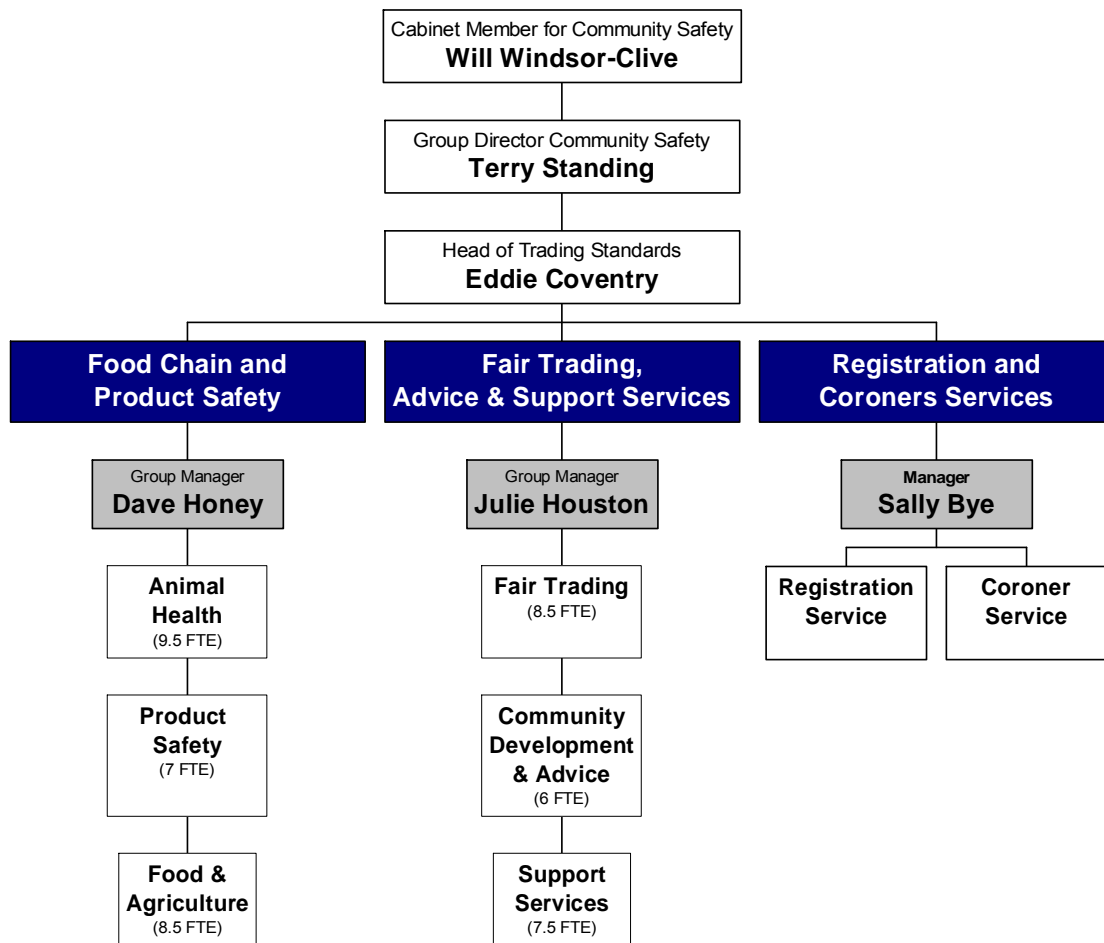 Cabinet Member for Community Safety
Will Windsor-Clive
Group Director Community Safety
Terry Standing
Head of Trading Standards
Eddie Coventry
Food Chain and
Product Safety
Fair Trading,
Advice & Support Services
Registration and
Coroners Services
Group Manager
Dave Honey
Group Manager
Julie Houston
Manager
Sally Bye
Animal
Health
(9.5 FTE)
Fair Trading
(8.5 FTE)
Registration
Service
Coroner
Service
Product
Safety
(7 FTE)
Community
Development
& Advice
(6 FTE)
Food &
Agriculture
(8.5 FTE)
Support
Services
(7.5 FTE)